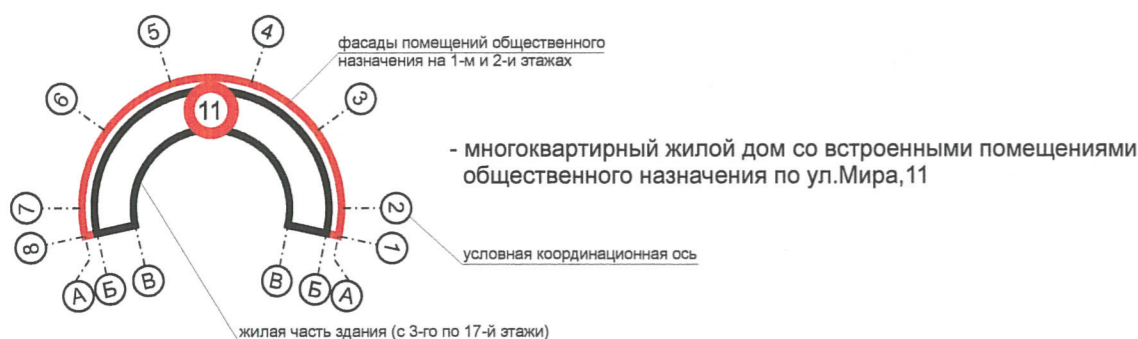 5
4
фасады помещений общественного
назначения на 1-м и 2-и этажах
6
3
11
- многоквартирный жилой дом со встроенными помещениями
общественного назначения по ул.Мира,11
7
2
8
1
условная координационная ось
А Б В
В Б А
жилая часть здания (с 3-го по 17-й этажи)